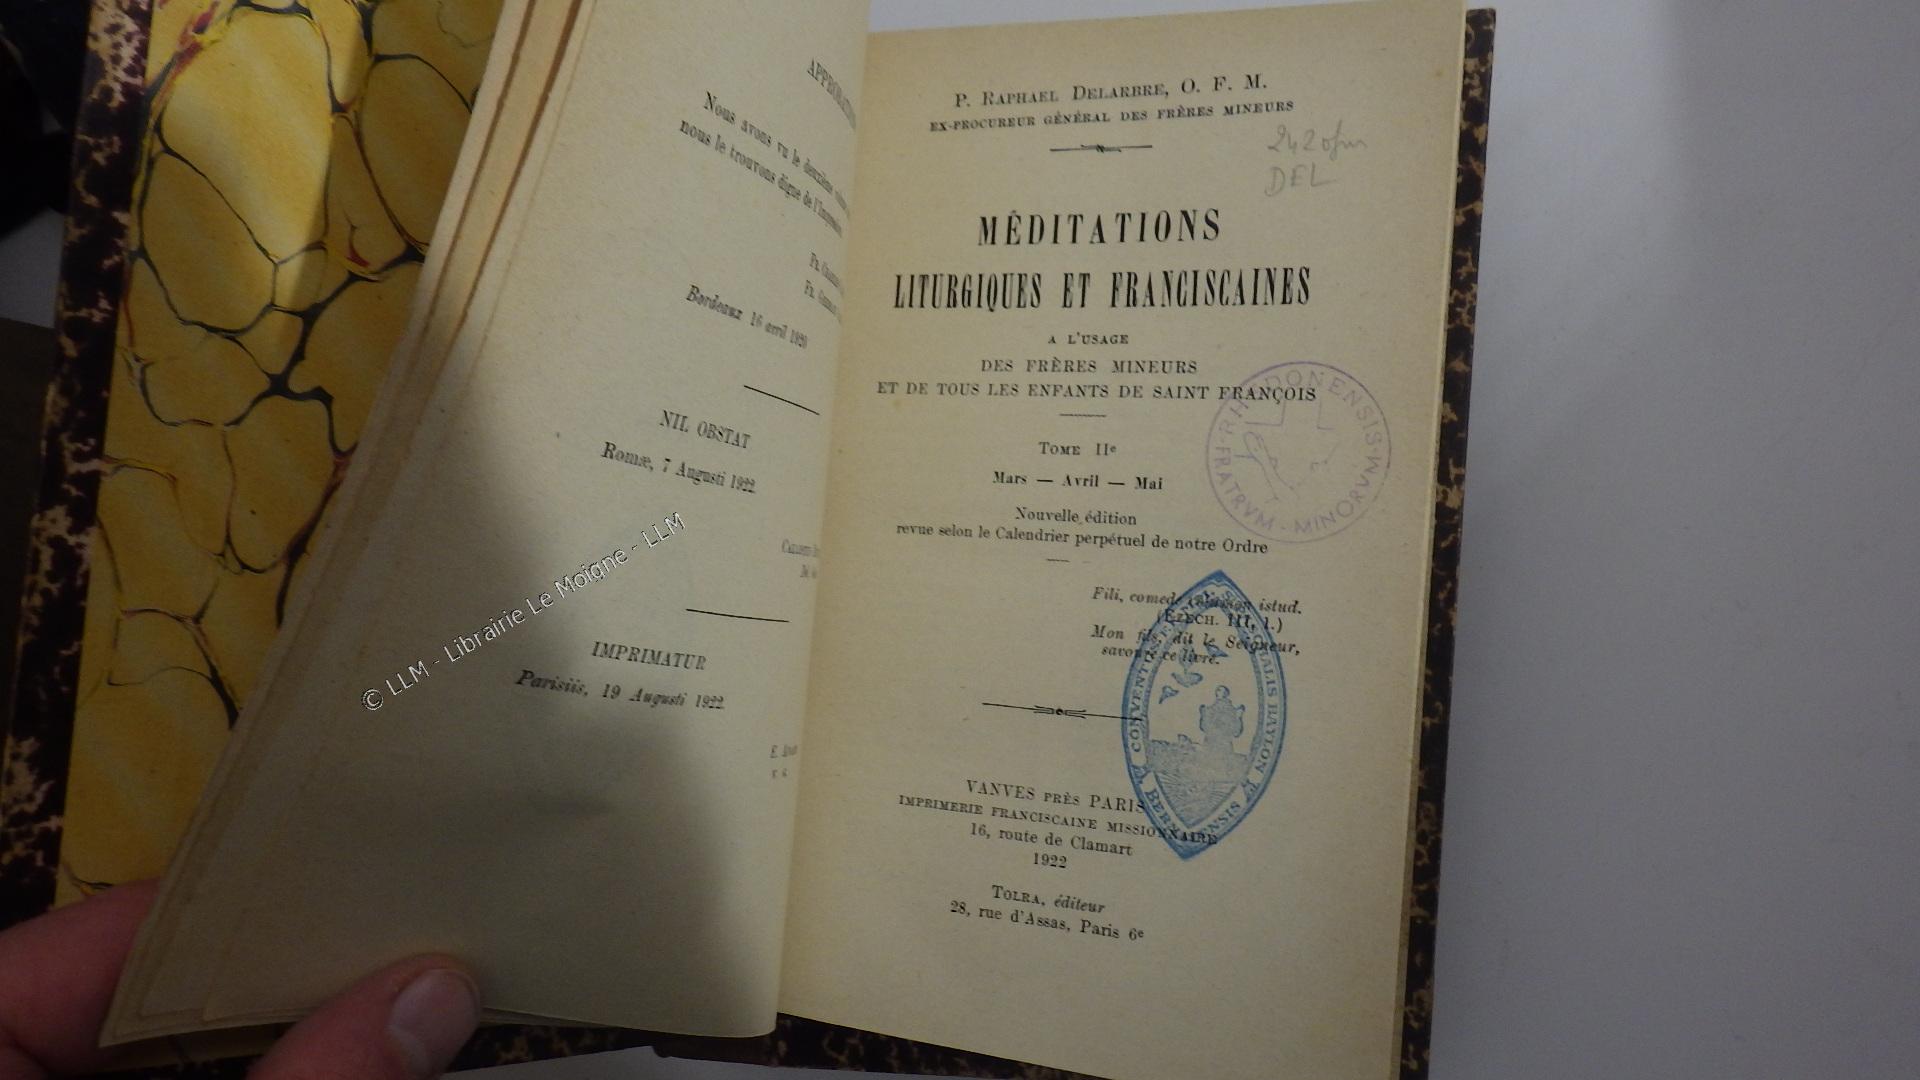 APPROBATION
Nous avons vu le deuxième
nous le trouvons digne de
Bordeaux 16 avril 1920
NIL OBSTAT
Romæ, 7 Augusti 1922.
IMPRIMATUR
Parisiis, 19 Augusti 1922.
© LLM - Librairie Le Moigne - LLM
P. RAPHAEL DELARBRE, O. F. M.
EX-PROCUREUR GÉNÉRAL DES FRÈRES MINEURS
242 ofm
DEL
MÉDITATIONS
LITURGIQUES ET FRANCISCAINES
A L'USAGE
DES FRÈRES MINEURS
ET DE TOUS LES ENFANTS DE SAINT FRANÇOIS
TOME IIe
Mars — Avril — Mai
Nouvelle édition
revue selon le Calendrier perpétuel de notre Ordre
RHEDONENSIS
FRATRVM - MINORVM
Fili, comede volumen istud.
(EZECH. III, 1.)
Mon fils, dit le Seigneur,
savoure ce livre.
VANVES PRÈS PARIS
IMPRIMERIE FRANCISCAINE MISSIONNAIRE
16, route de Clamart
1922
TOLRA, éditeur
28, rue d'Assas, Paris 6e